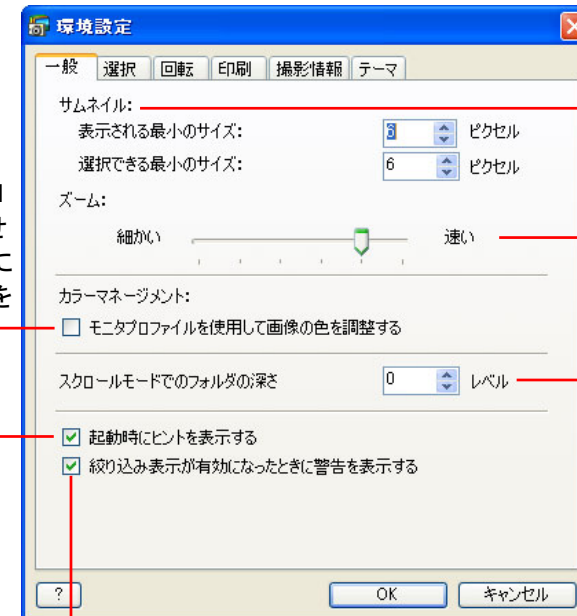 環境設定
一般 選択 回転 印刷 撮影情報 テーマ
サムネイル:
表示される最小のサイズ: 6 ピクセル
選択できる最小のサイズ: 6 ピクセル
ズーム:
細かい 速い
カラーマネージメント:
モニタプロファイルを使用して画像の色を調整する
スクロールモードでのフォルダの深さ 0 レベル
起動時にヒントを表示する
絞り込み表示が有効になったときに警告を表示する
? OK キャンセル